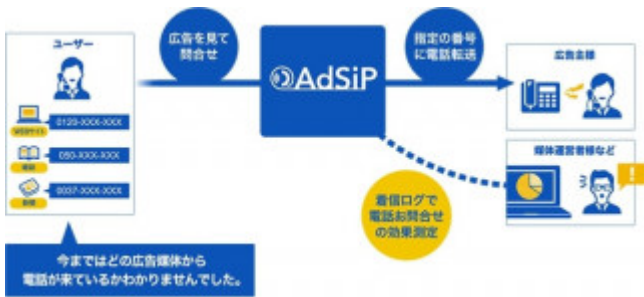 ユーザー
WEBサイト
0120-XXX-XXX
雑誌
050-XXX-XXX
0037-XXX-XXX
広告を見て
問合せ
AdSiP
指定の番号
に電話転送
広告主様
媒体運営者様など
着信ログで
電話お問合せ
の効果測定
今まではどの広告媒体から
電話が来ているかわかりませんでした。